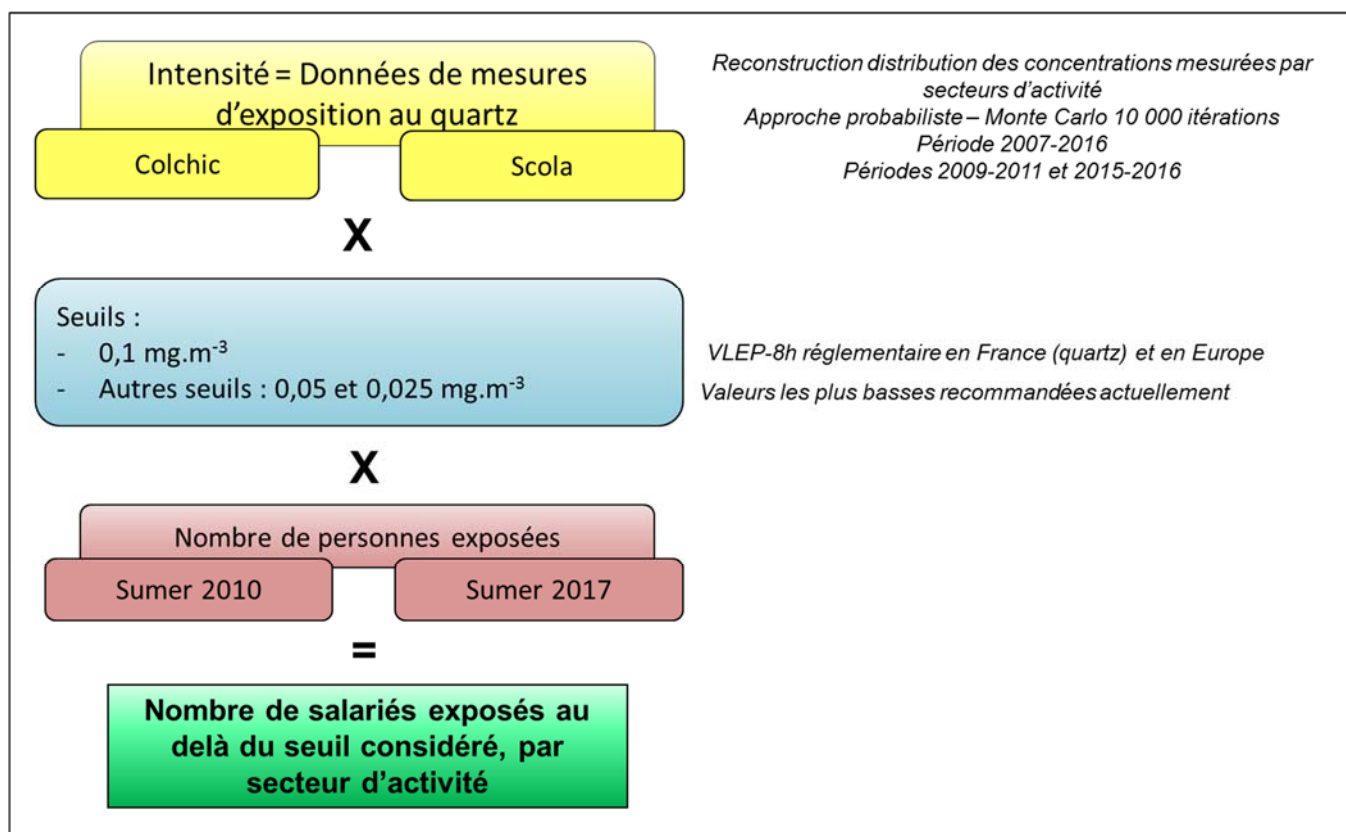 Intensité = Données de mesures
d'exposition au quartz
Colchic
Scola
Reconstruction distribution des concentrations mesurées par
secteurs d'activité
Approche probabiliste – Monte Carlo 10 000 itérations
Période 2007-2016
Périodes 2009-2011 et 2015-2016
X
Seuils :
- 0,1 mg.m⁻³
- Autres seuils : 0,05 et 0,025 mg.m⁻³
VLEP-8h réglementaire en France (quartz) et en Europe
Valeurs les plus basses recommandées actuellement
X
Nombre de personnes exposées
Sumer 2010
Sumer 2017
=
Nombre de salariés exposés au
delà du seuil considéré, par
secteur d'activité